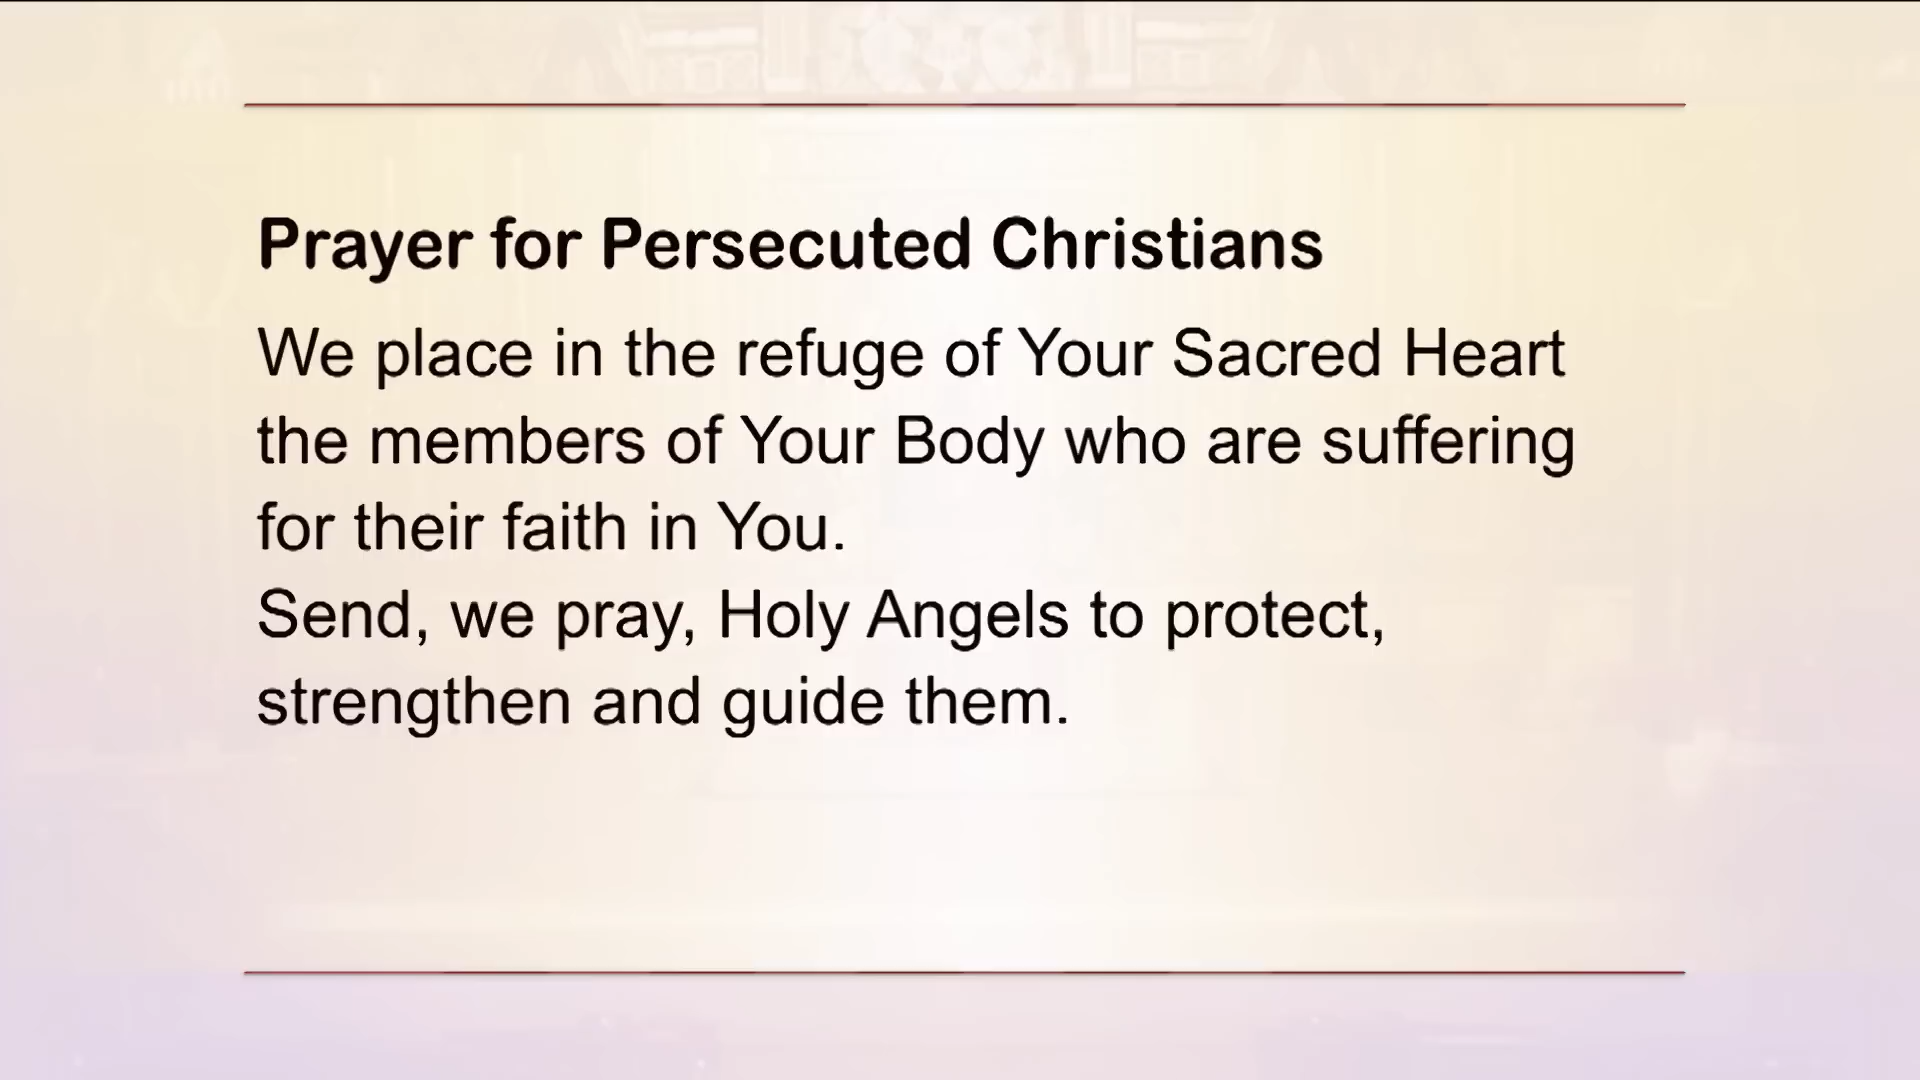 Prayer for Persecuted Christians
We place in the refuge of Your Sacred Heart
the members of Your Body who are suffering
for their faith in You.
Send, we pray, Holy Angels to protect,
strengthen and guide them.